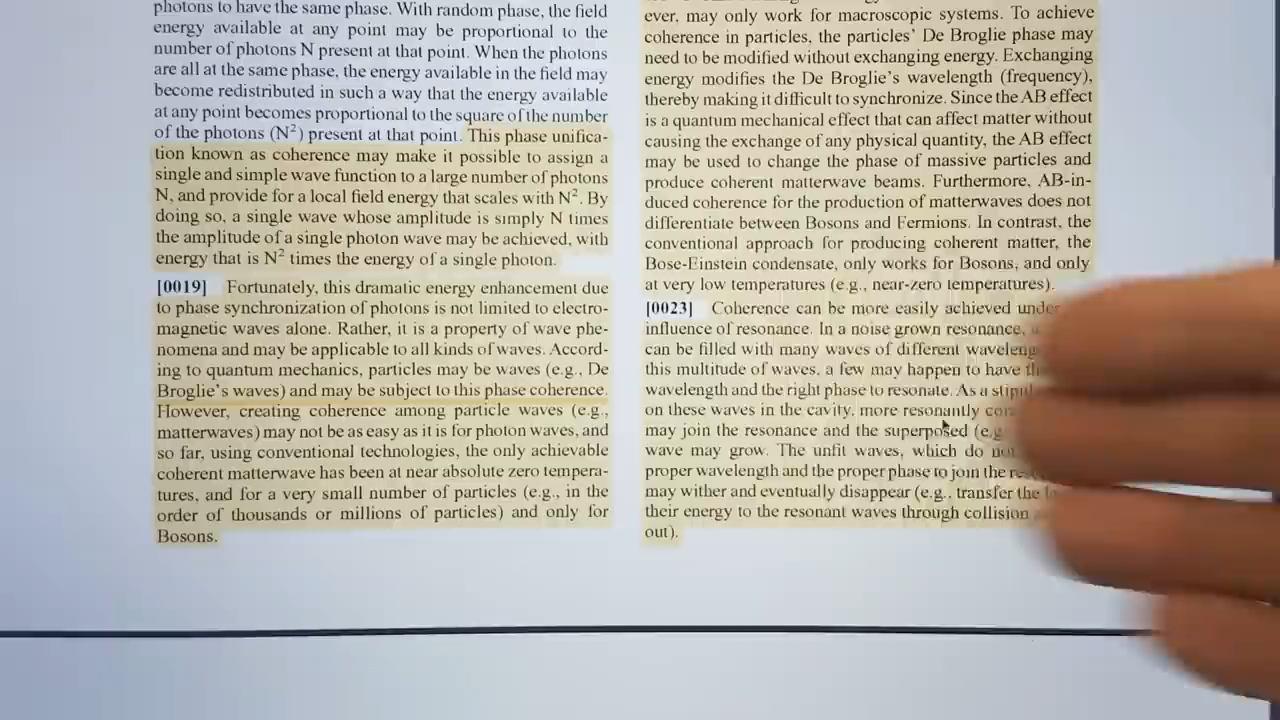 photons to have the same phase. With random phase, the field
energy available at any point may be proportional to the
number of photons N present at that point. When the photons
are all at the same phase, the energy available in the field may
become redistributed in such a way that the energy available
at any point becomes proportional to the square of the number
of the photons (N²) present at that point. This phase unifica-
tion known as coherence may make it possible to assign a
single and simple wave function to a large number of photons
N, and provide for a local field energy that scales with N². By
doing so, a single wave whose amplitude is simply N times
the amplitude of a single photon wave may be achieved, with
energy that is N² times the energy of a single photon.
[0019] Fortunately, this dramatic energy enhancement due
to phase synchronization of photons is not limited to electro-
magnetic waves alone. Rather, it is a property of wave phe-
nomena and may be applicable to all kinds of waves. Accord-
ing to quantum mechanics, particles may be waves (e.g., De
Broglie's waves) and may be subject to this phase coherence.
However, creating coherence among particle waves (e.g.,
matterwaves) may not be as easy as it is for photon waves, and
so far, using conventional technologies, the only achievable
coherent matterwave has been at near absolute zero tempera-
tures, and for a very small number of particles (e.g., in the
order of thousands or millions of particles) and only for
Bosons.
ever, may only work for macroscopic systems. To achieve
coherence in particles, the particles' De Broglie phase may
need to be modified without exchanging energy. Exchanging
energy modifies the De Broglie's wavelength (frequency),
thereby making it difficult to synchronize. Since the AB effect
is a quantum mechanical effect that can affect matter without
causing the exchange of any physical quantity, the AB effect
may be used to change the phase of massive particles and
produce coherent matterwave beams. Furthermore, AB-in-
duced coherence for the production of matterwaves does not
differentiate between Bosons and Fermions. In contrast, the
conventional approach for producing coherent matter, the
Bose-Einstein condensate, only works for Bosons, and only
at very low temperatures (e.g., near-zero temperatures).
[0023] Coherence can be more easily achieved under
influence of resonance. In a noise grown resonance,
can be filled with many waves of different
this multitude of waves, a few may happen to have
wavelength and the right phase to resonate. As a
on these waves in the cavity, more resonantly
may join the resonance and the superposed (e.g.
wave may grow. The unfit waves, which do
proper wavelength and the proper phase to join the
may wither and eventually disappear (e.g., transfer the
their energy to the resonant waves through collision
out).